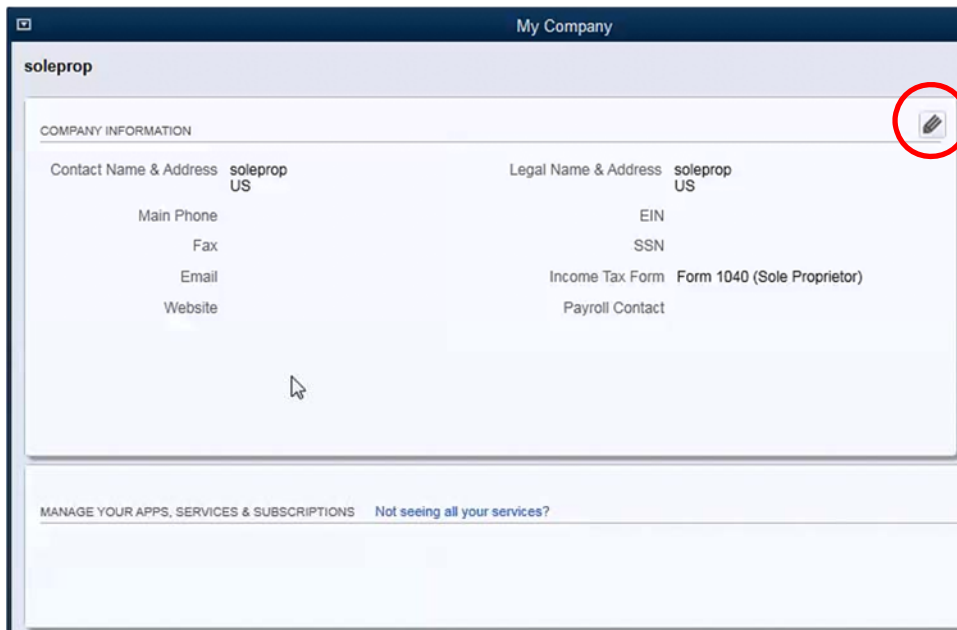 My Company
soleprop
COMPANY INFORMATION
Contact Name & Address soleprop
US
Main Phone
Fax
Email
Website
Legal Name & Address soleprop
US
EIN
SSN
Income Tax Form Form 1040 (Sole Proprietor)
Payroll Contact
MANAGE YOUR APPS, SERVICES & SUBSCRIPTIONS Not seeing all your services?